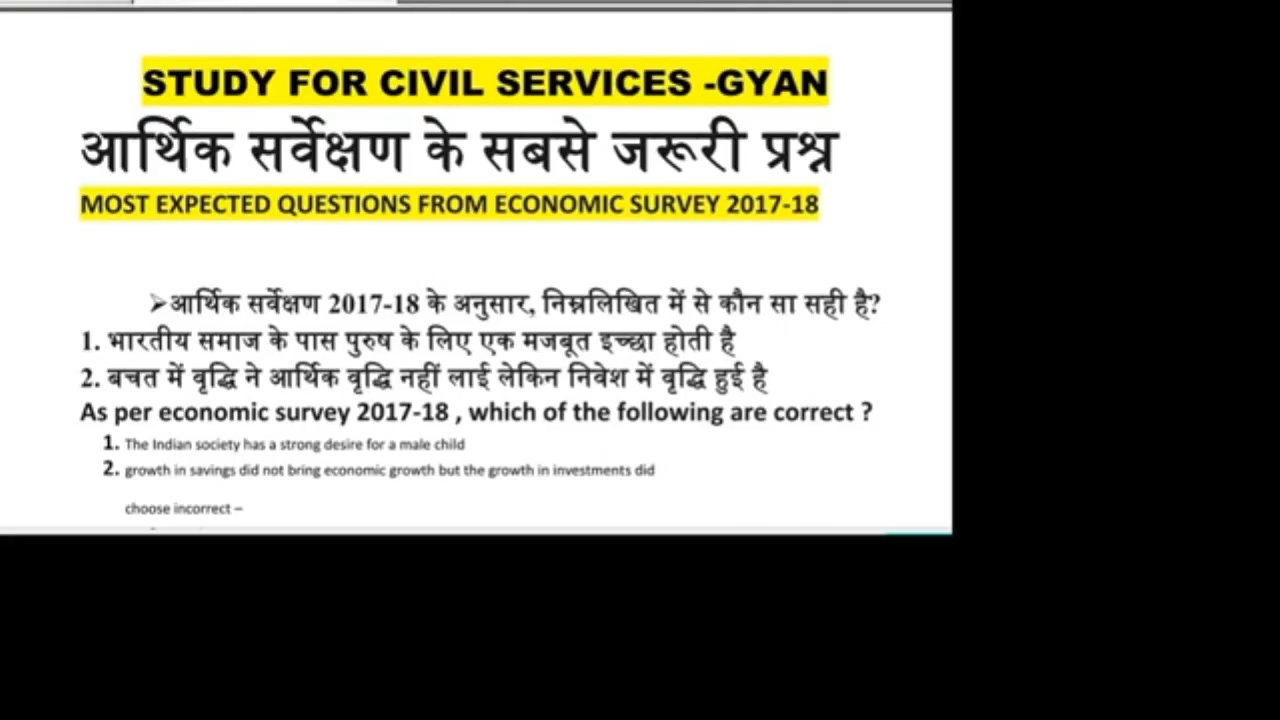 STUDY FOR CIVIL SERVICES -GYAN
आर्थिक सर्वेक्षण के सबसे जरूरी प्रश्न
MOST EXPECTED QUESTIONS FROM ECONOMIC SURVEY 2017-18
➢आर्थिक सर्वेक्षण 2017-18 के अनुसार, निम्नलिखित में से कौन सा सही है?
1. भारतीय समाज के पास पुरुष के लिए एक मजबूत इच्छा होती है
2. बचत में वृद्धि ने आर्थिक वृद्धि नहीं लाई लेकिन निवेश में वृद्धि हुई है
As per economic survey 2017-18 , which of the following are correct ?
1. The Indian society has a strong desire for a male child
2. growth in savings did not bring economic growth but the growth in investments did
choose incorrect –